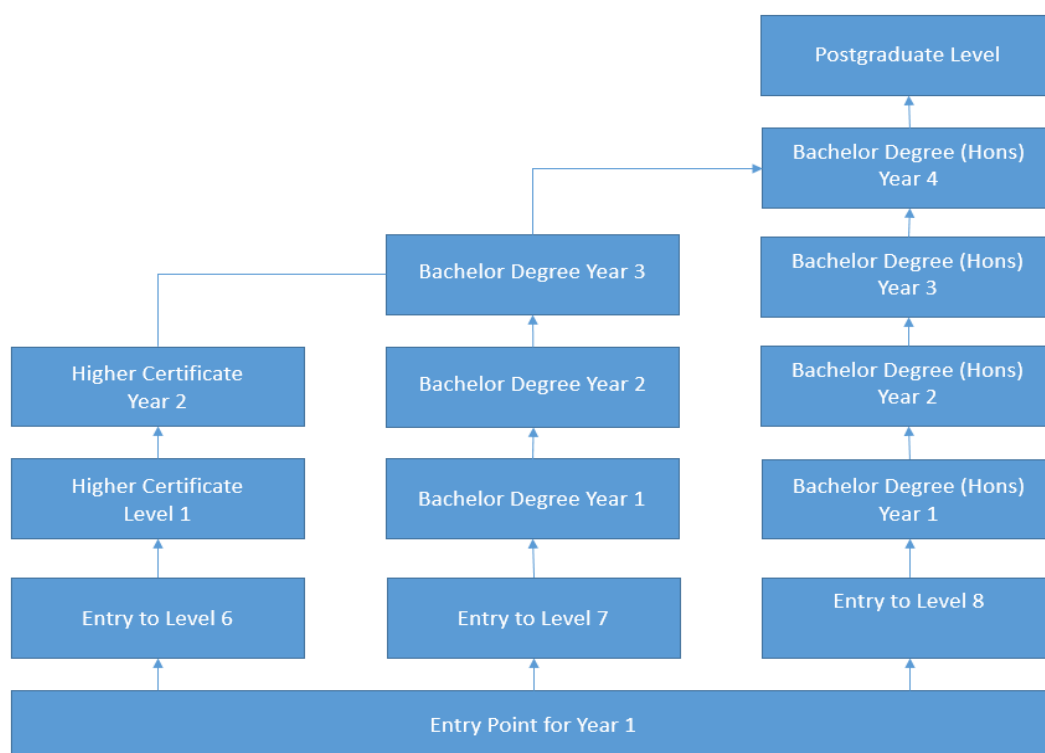 Postgraduate Level
Bachelor Degree (Hons)
Year 4
Bachelor Degree Year 3
Bachelor Degree (Hons)
Year 3
Higher Certificate
Year 2
Bachelor Degree Year 2
Bachelor Degree (Hons)
Year 2
Higher Certificate
Level 1
Bachelor Degree Year 1
Bachelor Degree (Hons)
Year 1
Entry to Level 6
Entry to Level 7
Entry to Level 8
Entry Point for Year 1